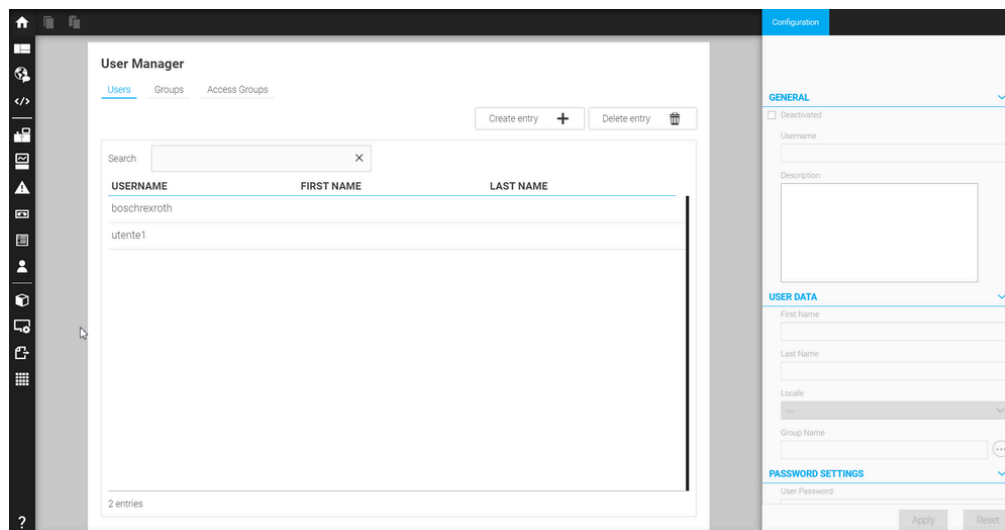 Configuration
User Manager
Users Groups Access Groups
Create entry Delete entry
Search
USERNAME FIRST NAME LAST NAME
boschrexroth
utente1
2 entries
GENERAL
Deactivated
Username
Description
USER DATA
First Name
Last Name
Locale
---
Group Name
PASSWORD SETTINGS
User Password
Apply Reset
?